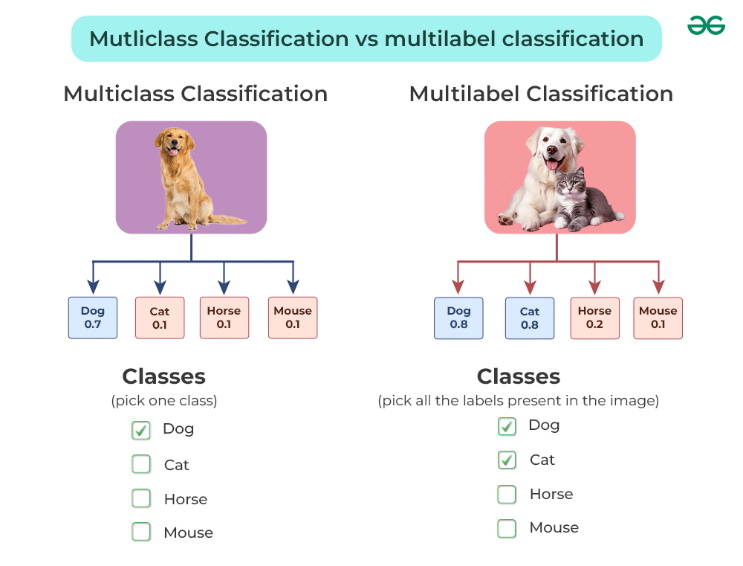 Mutliclass Classification vs multilabel classification
Multiclass Classification
Dog
0.7
Cat
0.1
Horse
0.1
Mouse
0.1
Classes
(pick one class)
Dog
Cat
Horse
Mouse
Multilabel Classification
Dog
0.8
Cat
0.8
Horse
0.2
Mouse
0.1
Classes
(pick all the labels present in the image)
Dog
Cat
Horse
Mouse